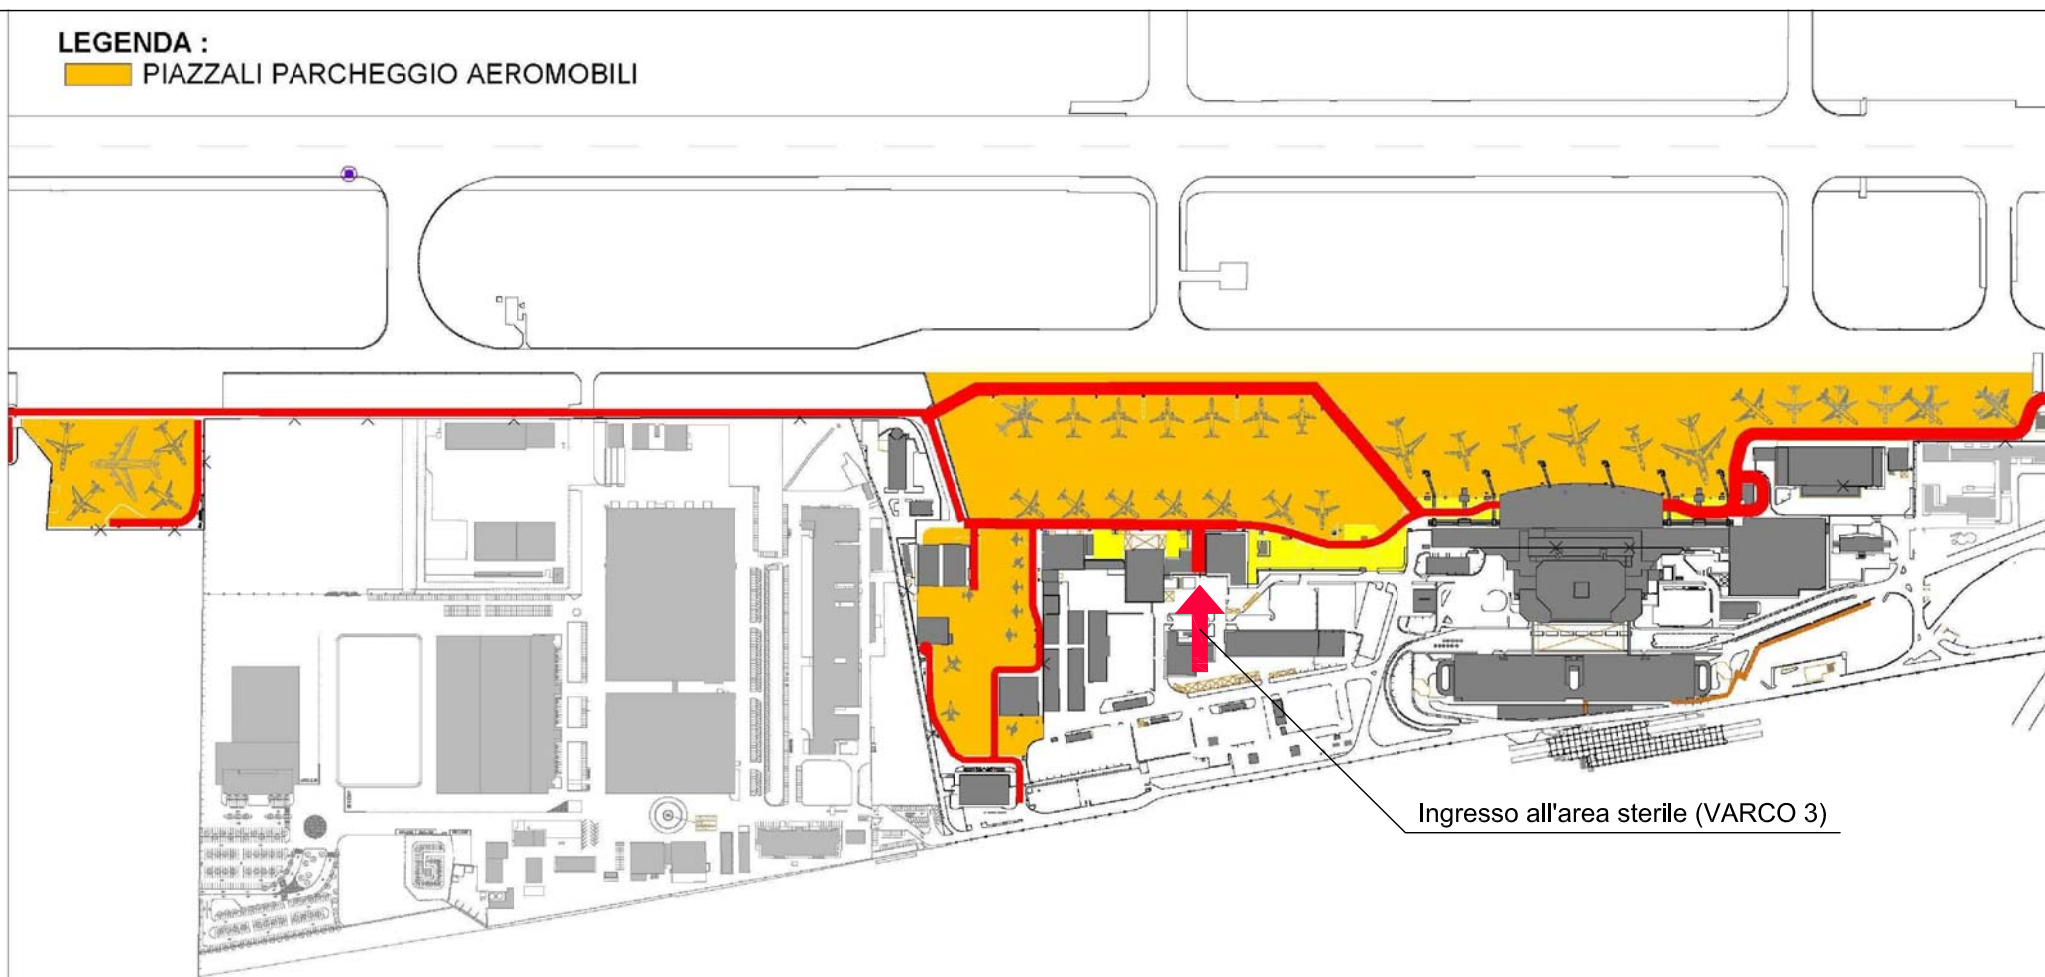 LEGENDA :
PIAZZALI PARCHEGGIO AEROMOBILI
Ingresso all'area sterile (VARCO 3)